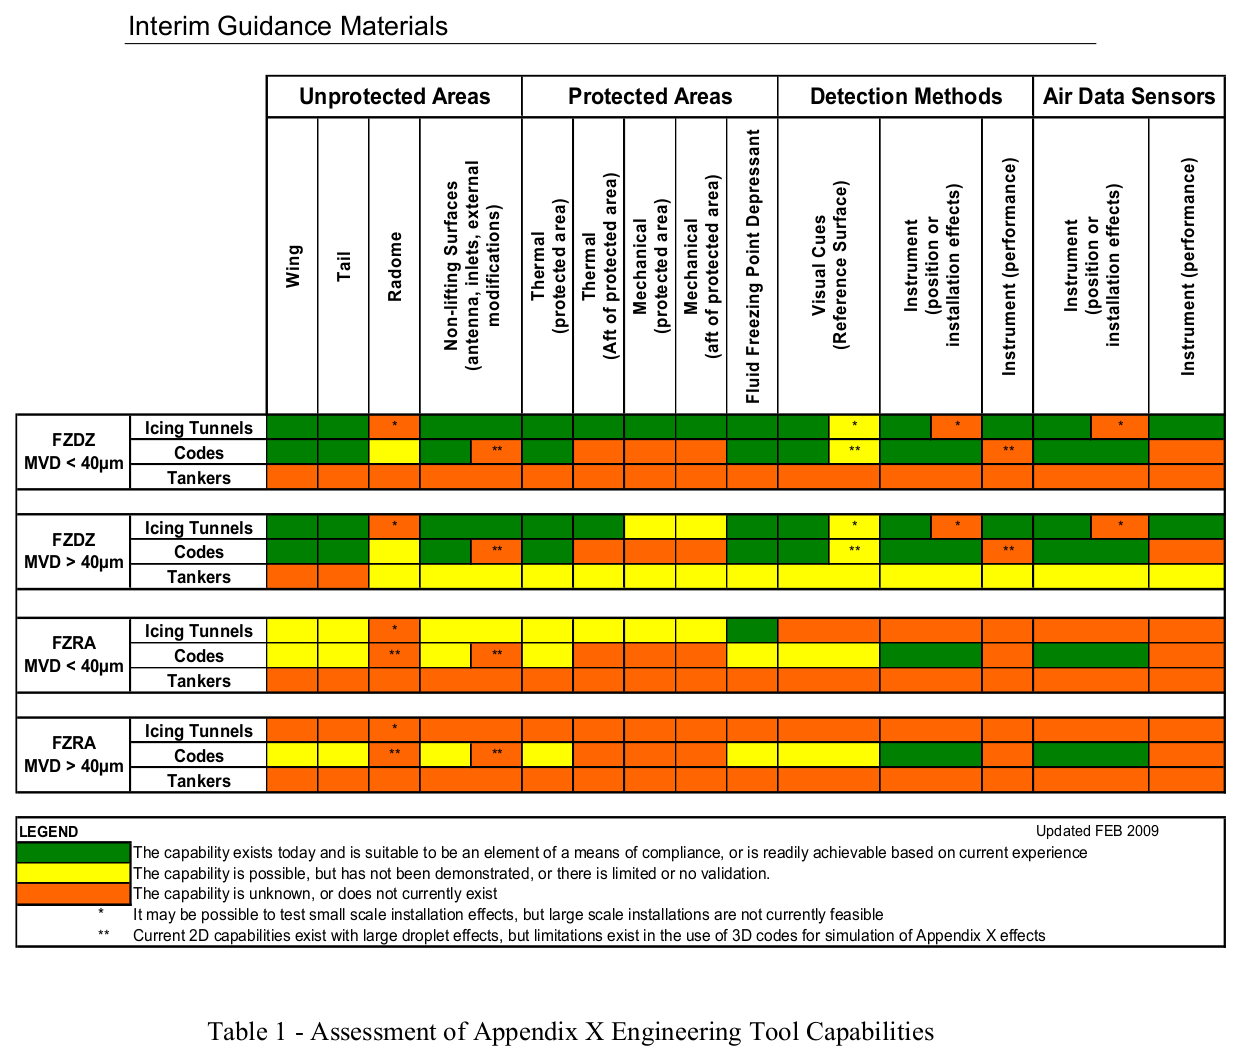 Interim Guidance Materials
Unprotected Areas
Protected Areas
Detection Methods
Air Data Sensors
Wing
Tail
Radome
Non-lifting Surfaces
(antenna, inlets, external
modifications)
Thermal
(protected area)
Thermal
(Aft of protected area)
Mechanical
(protected area)
Mechanical
(aft of protected area)
Fluid Freezing Point Depressant
Visual Cues
(Reference Surface)
Instrument
(position or
installation effects)
Instrument (performance)
Instrument
(position or
installation effects)
Instrument (performance)
FZDZ
MVD < 40µm
Icing Tunnels
* * * *
Codes
** ** **
Tankers
FZDZ
MVD > 40µm
Icing Tunnels
* * * *
Codes
** ** **
Tankers
FZRA
MVD < 40µm
Icing Tunnels
*
Codes
** **
Tankers
FZRA
MVD > 40µm
Icing Tunnels
*
Codes
** **
Tankers
LEGEND
Updated FEB 2009
The capability exists today and is suitable to be an element of a means of compliance, or is readily achievable based on current experience
The capability is possible, but has not been demonstrated, or there is limited or no validation.
The capability is unknown, or does not currently exist
* It may be possible to test small scale installation effects, but large scale installations are not currently feasible
** Current 2D capabilities exist with large droplet effects, but limitations exist in the use of 3D codes for simulation of Appendix X effects
Table 1 - Assessment of Appendix X Engineering Tool Capabilities